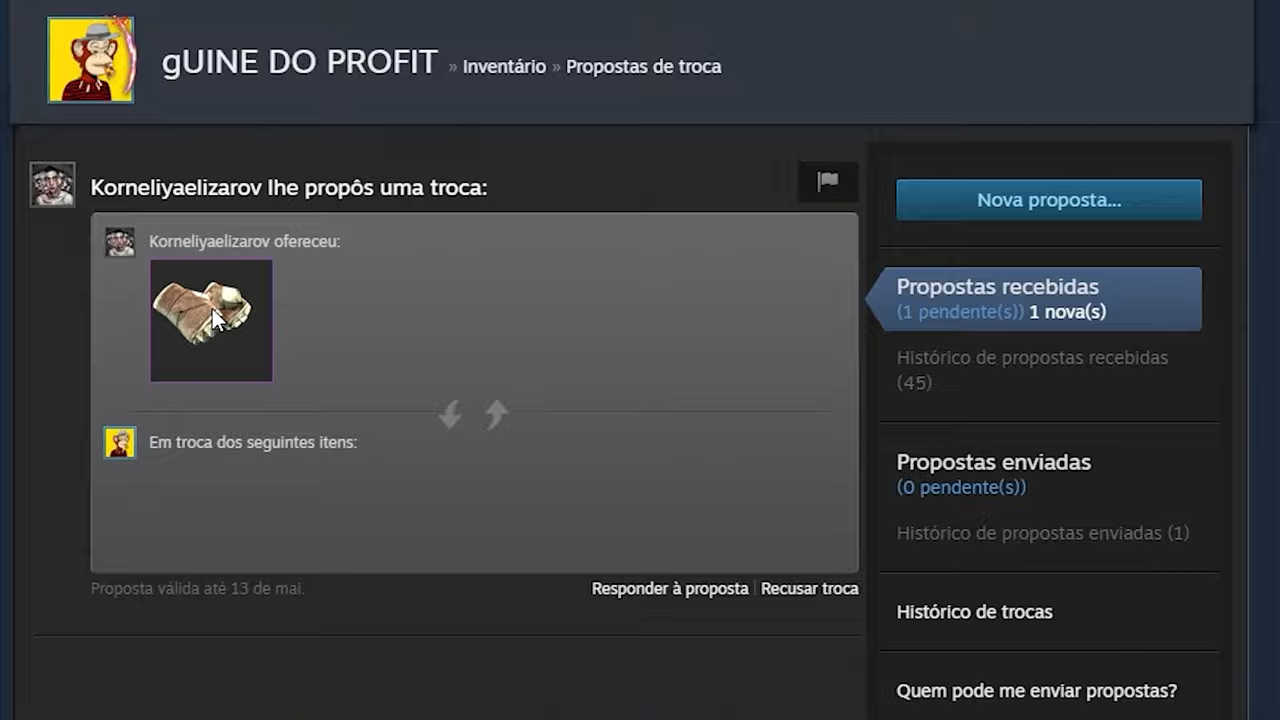 gUINE DO PROFIT » Inventário » Propostas de troca
Korneliyaelizarov lhe propôs uma troca:
Korneliyaelizarov ofereceu:
Em troca dos seguintes itens:
Proposta válida até 13 de mai.
Responder à proposta | Recusar troca
Nova proposta...
Propostas recebidas
(1 pendente(s)) 1 nova(s)
Histórico de propostas recebidas
(45)
Propostas enviadas
(0 pendente(s))
Histórico de propostas enviadas (1)
Histórico de trocas
Quem pode me enviar propostas?